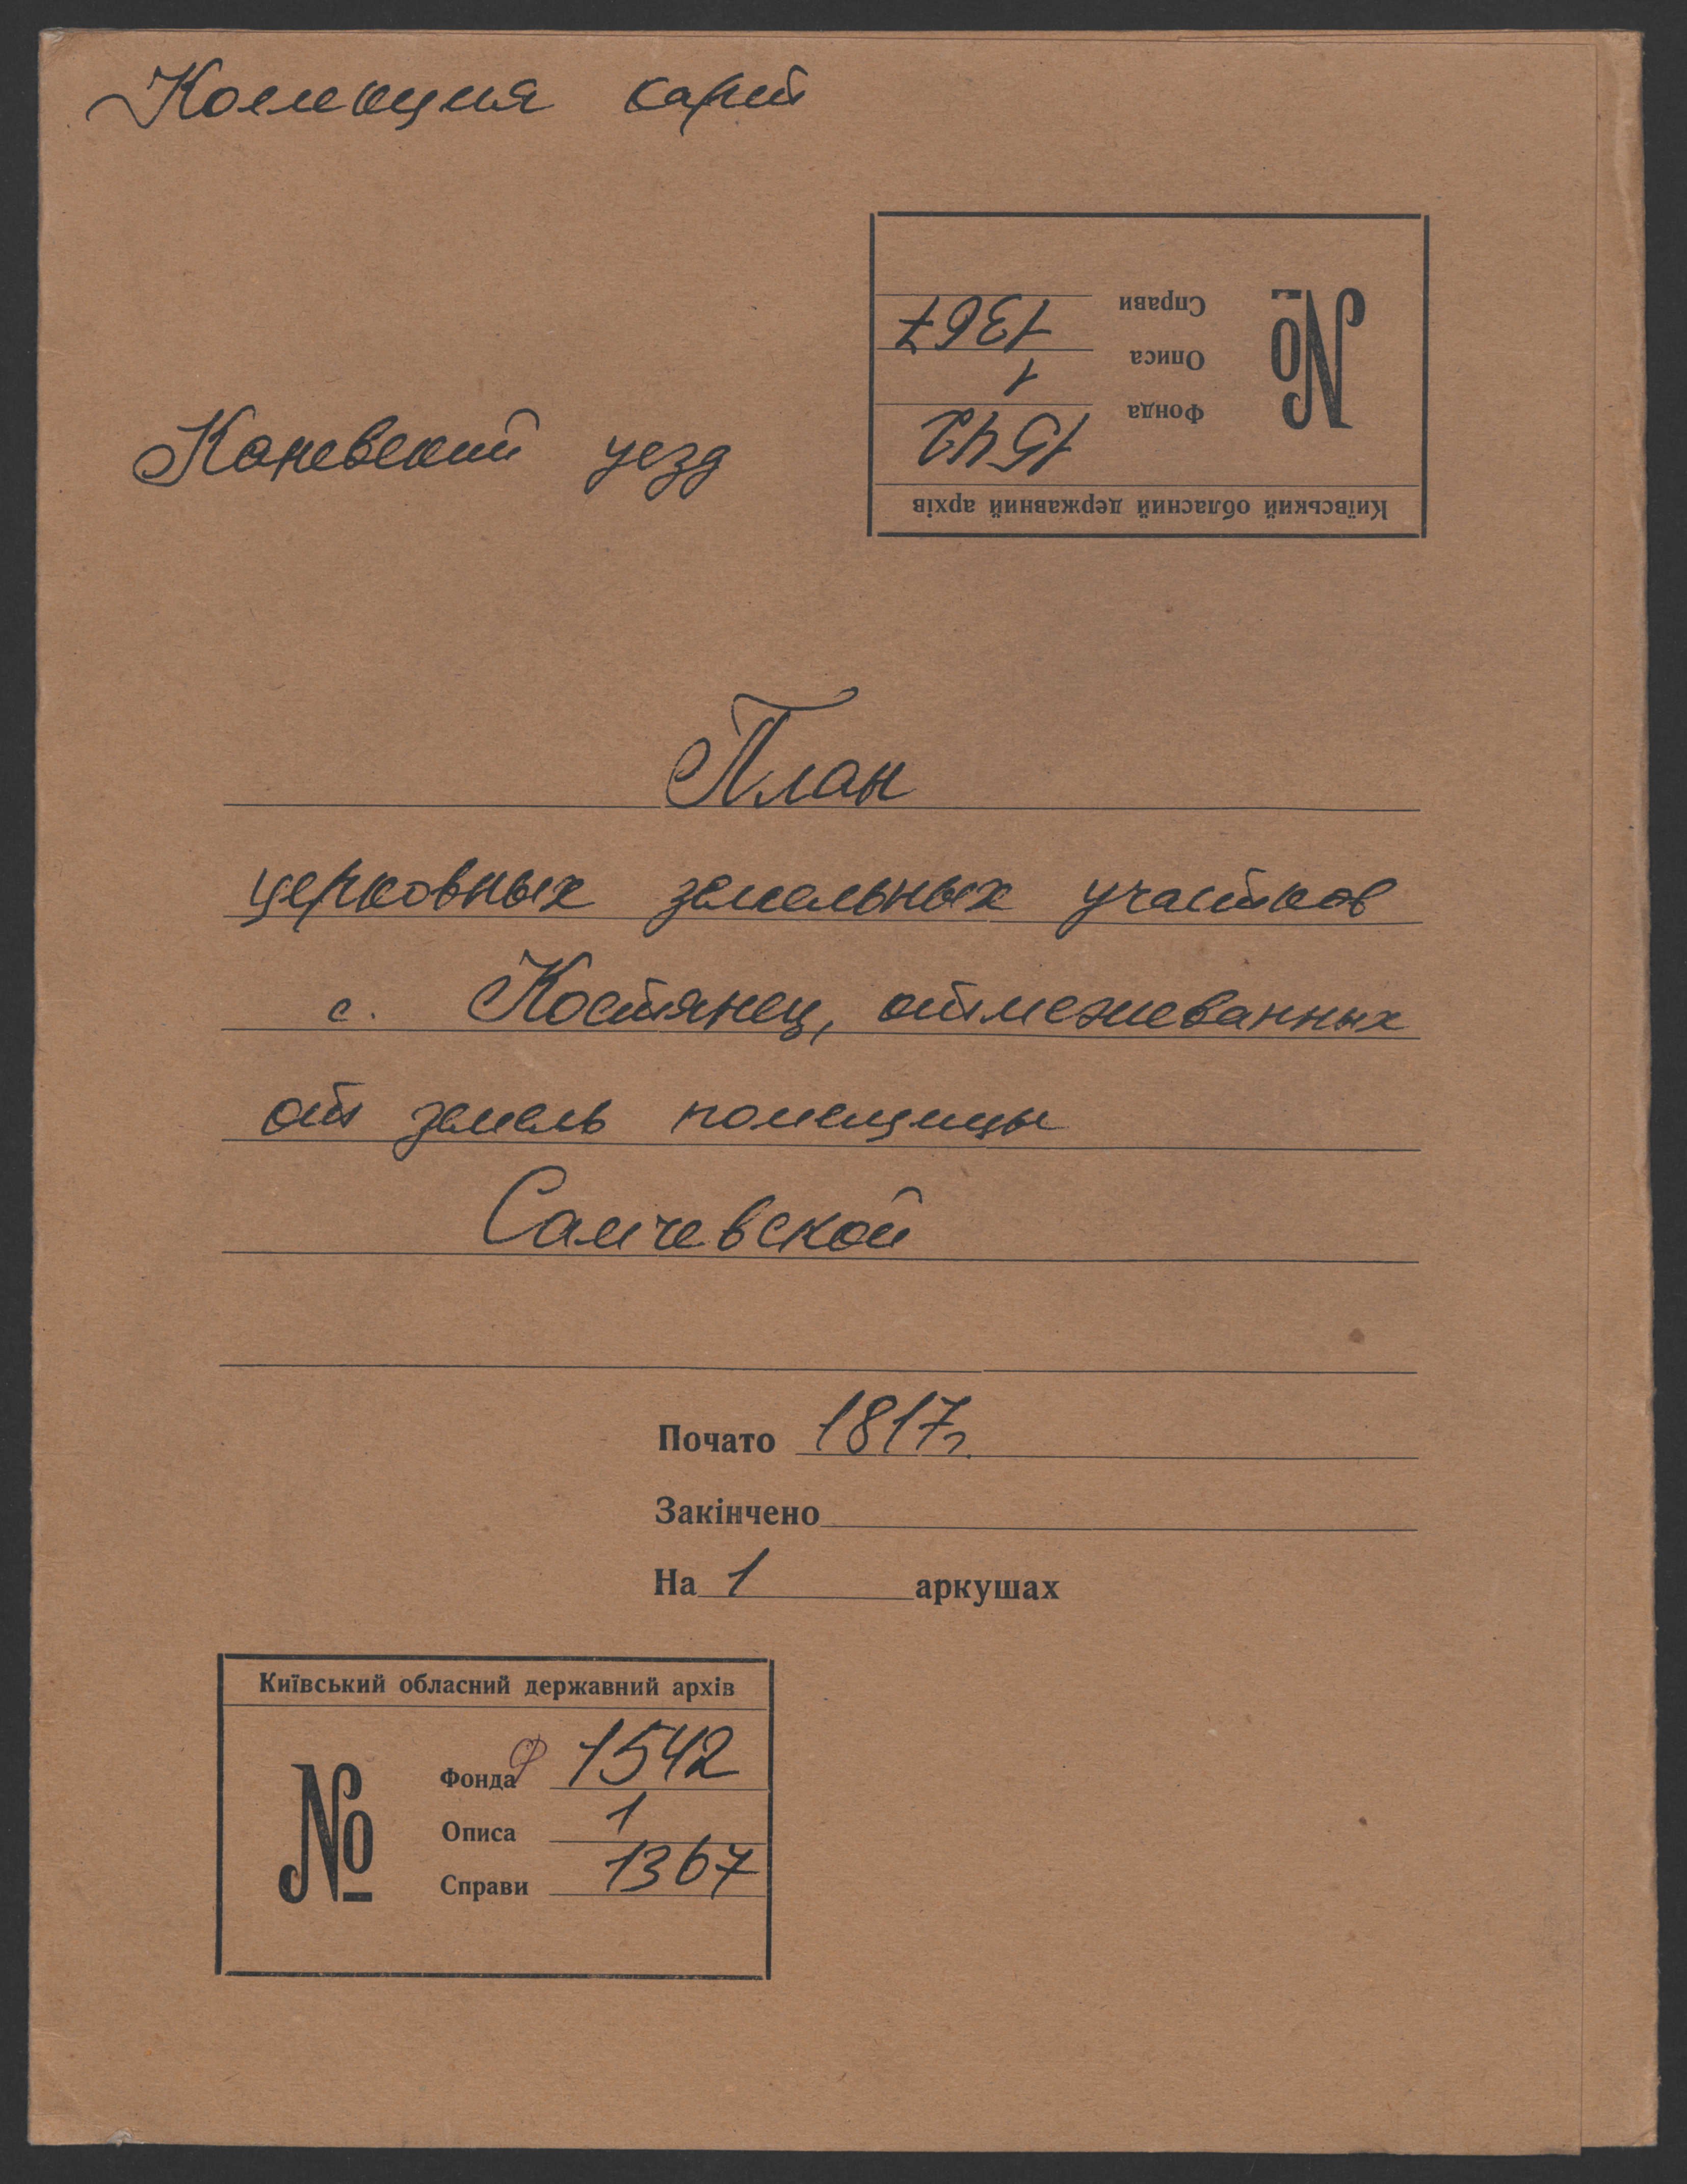 Коллекция карт
Справи 1367
Описа 1
Фонда 1542
№
Київський обласний державний архів
Каневский уезд
План
церковных земельных участков
с. Костянец, отмежеванных
от земель помещицы
Самчевской
Почато 1817г.
Закінчено
На 1 аркушах
Київський обласний державний архів
№
Фонда Ф 1542
Описа 1
Справи 1367